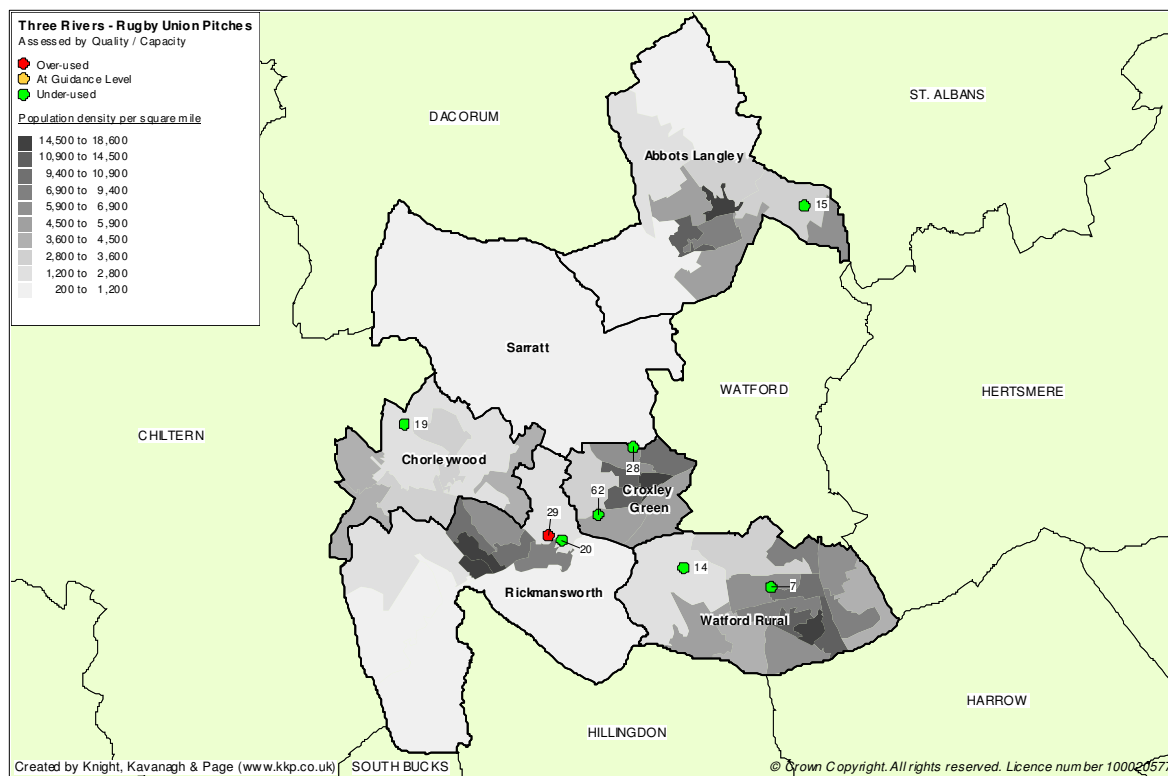 Three Rivers - Rugby Union Pitches
Assessed by Quality / Capacity
Over-used
At Guidance Level
Under-used
Population density per square mile
14,500 to 18,600
10,900 to 14,500
9,400 to 10,900
6,900 to 9,400
5,900 to 6,900
4,500 to 5,900
3,600 to 4,500
2,800 to 3,600
1,200 to 2,800
200 to 1,200
DACORUM
ST. ALBANS
Abbots Langley
15
Sarratt
WATFORD
HERTSMERE
CHILTERN
19
Chorleywood
28
62
Croxley
Green
29
20
14
7
Rickmansworth
Watford Rural
HARROW
HILLINGDON
SOUTH BUCKS
Created by Knight, Kavanagh & Page (www.kkp.co.uk)
© Crown Copyright. All rights reserved. Licence number 100020577